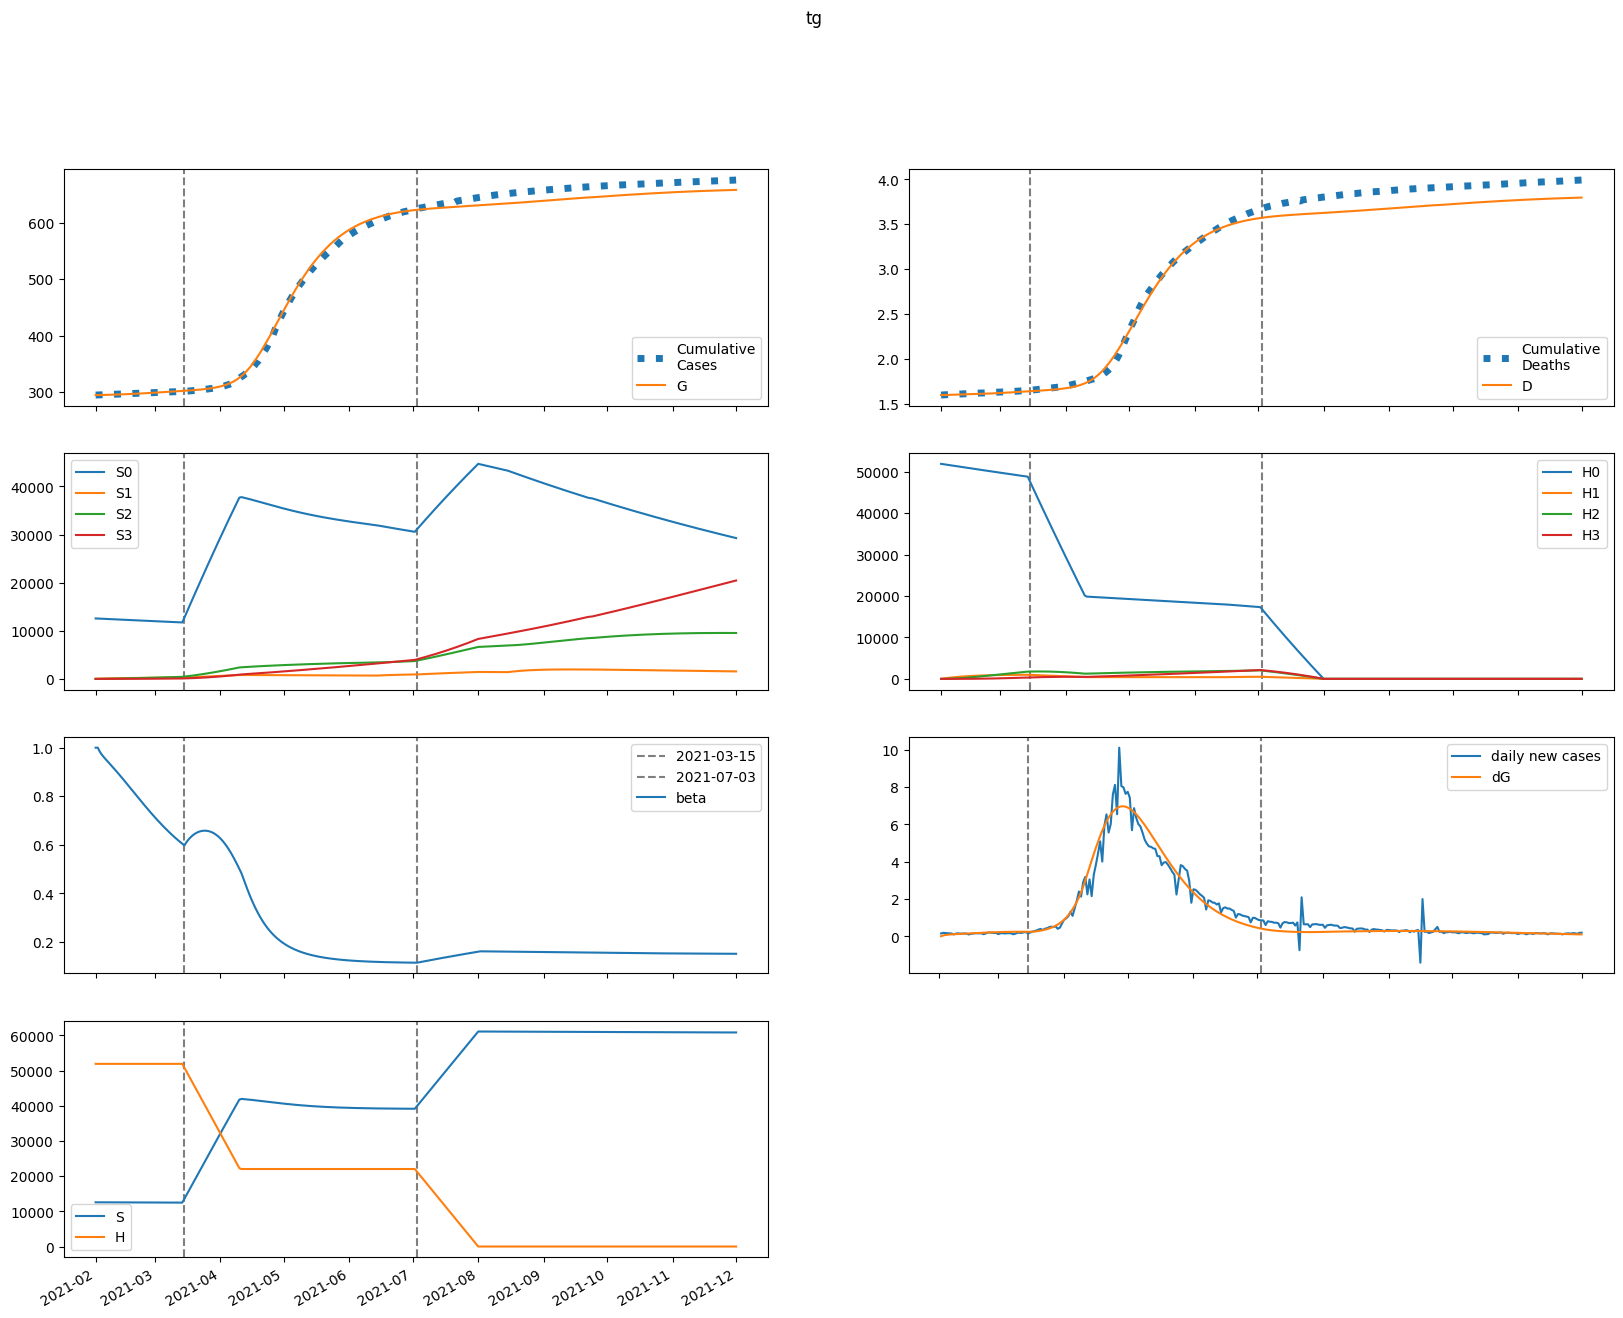 tg
600
500
400
300
Cumulative
Cases
G
4.0
3.5
3.0
2.5
2.0
1.5
Cumulative
Deaths
D
40000
30000
20000
10000
0
S0
S1
S2
S3
50000
40000
30000
20000
10000
0
H0
H1
H2
H3
1.0
0.8
0.6
0.4
0.2
2021-03-15
2021-07-03
beta
10
8
6
4
2
0
daily new cases
dG
60000
50000
40000
30000
20000
10000
0
S
H
2021-02
2021-03
2021-04
2021-05
2021-06
2021-07
2021-08
2021-09
2021-10
2021-11
2021-12